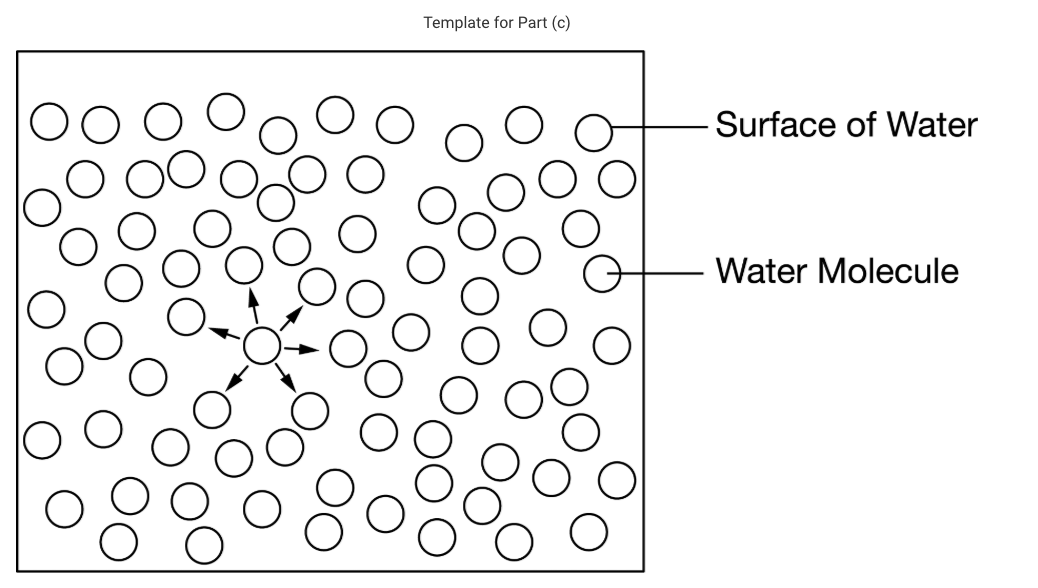 Template for Part (c)
Surface of Water
Water Molecule